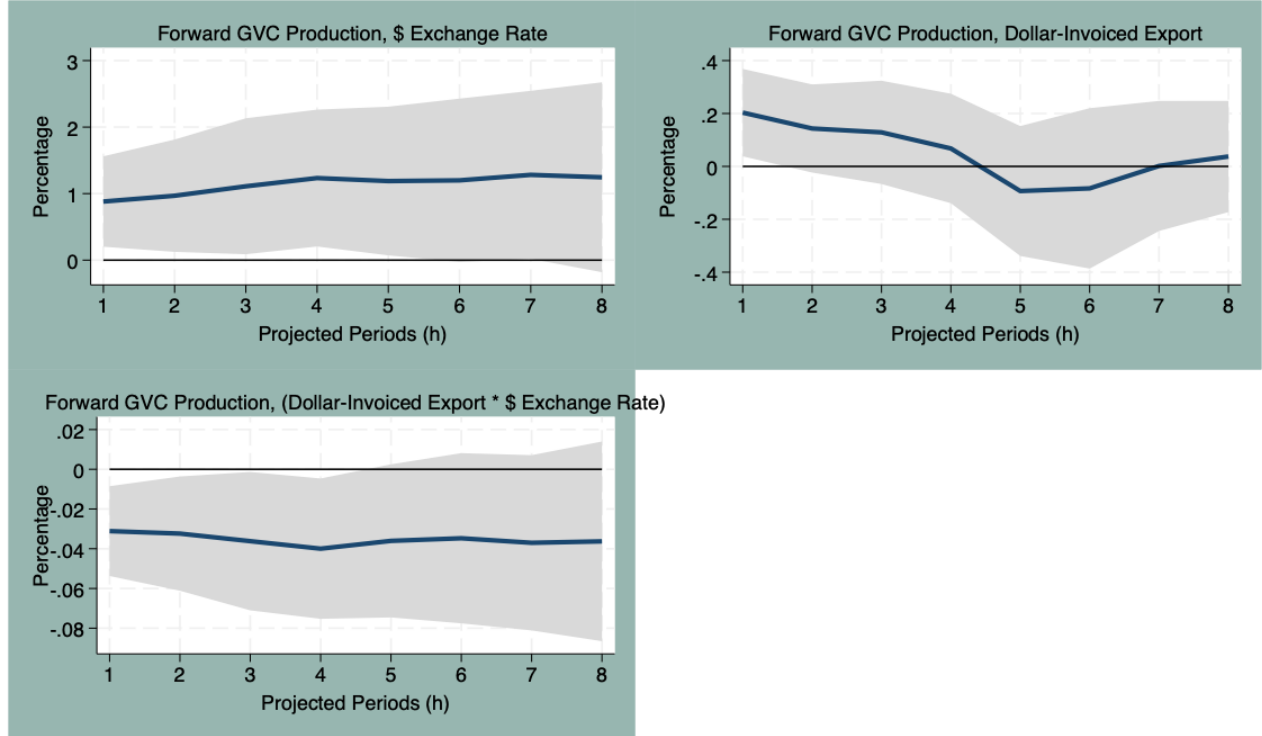 Forward GVC Production, $ Exchange Rate
3
2
1
0
Percentage
1 2 3 4 5 6 7 8
Projected Periods (h)
Forward GVC Production, Dollar-Invoiced Export
.4
.2
0
-.2
-.4
Percentage
1 2 3 4 5 6 7 8
Projected Periods (h)
Forward GVC Production, (Dollar-Invoiced Export * $ Exchange Rate)
.02
0
-.02
-.04
-.06
-.08
Percentage
1 2 3 4 5 6 7 8
Projected Periods (h)